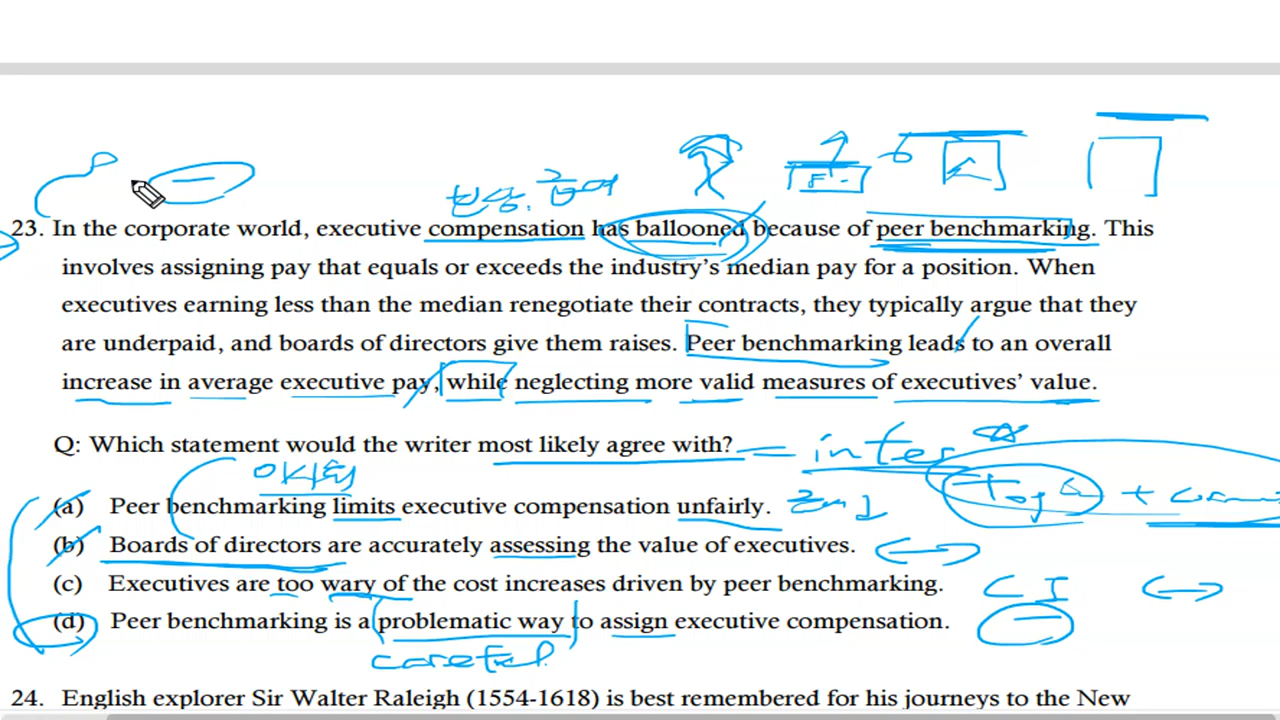 보상. 급여
23. In the corporate world, executive compensation has ballooned because of peer benchmarking. This
involves assigning pay that equals or exceeds the industry's median pay for a position. When
executives earning less than the median renegotiate their contracts, they typically argue that they
are underpaid, and boards of directors give them raises. Peer benchmarking leads to an overall
increase in average executive pay, while neglecting more valid measures of executives' value.
Q: Which statement would the writer most likely agree with? = infer
(a) Peer benchmarking limits executive compensation unfairly.
(b) Boards of directors are accurately assessing the value of executives.
(c) Executives are too wary of the cost increases driven by peer benchmarking.
(d) Peer benchmarking is a problematic way to assign executive compensation.
careful
24. English explorer Sir Walter Raleigh (1554-1618) is best remembered for his journeys to the New